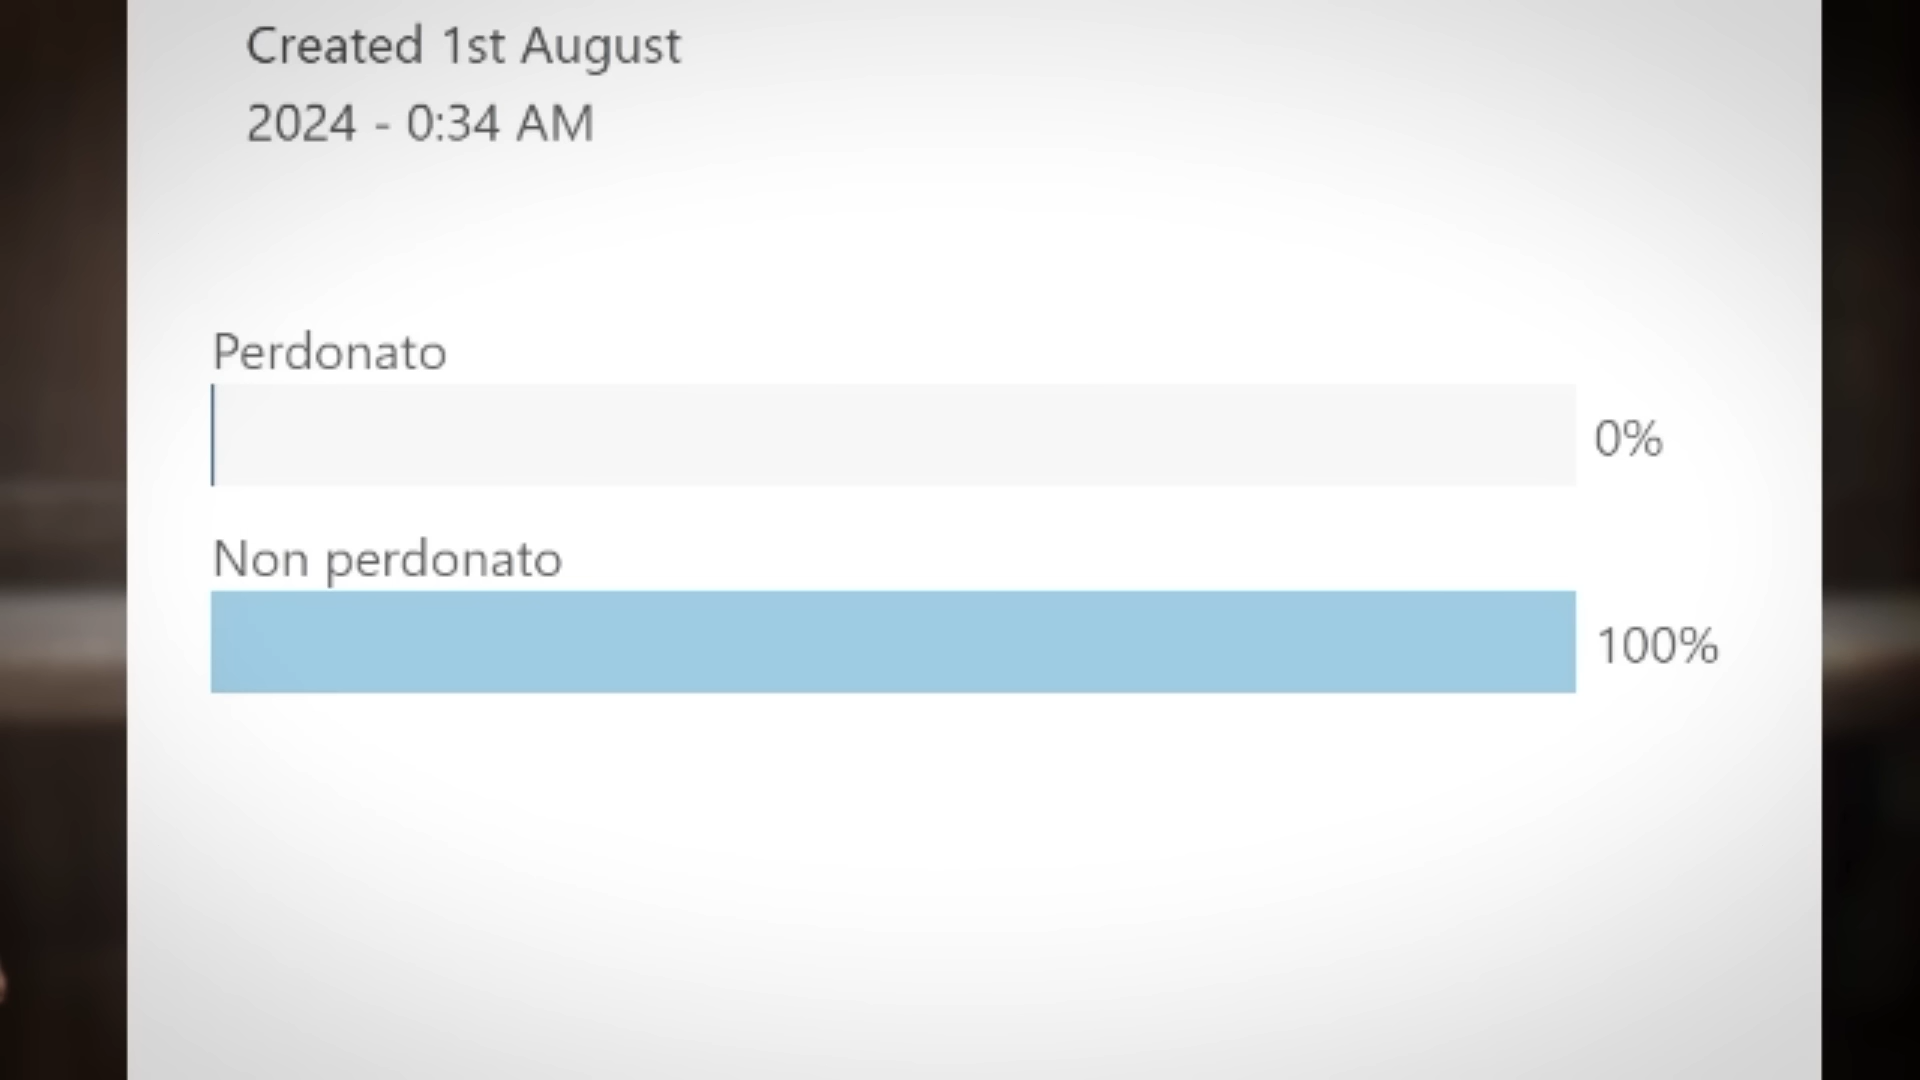 Created 1st August
2024 - 0:34 AM
Perdonato
0%
Non perdonato
100%